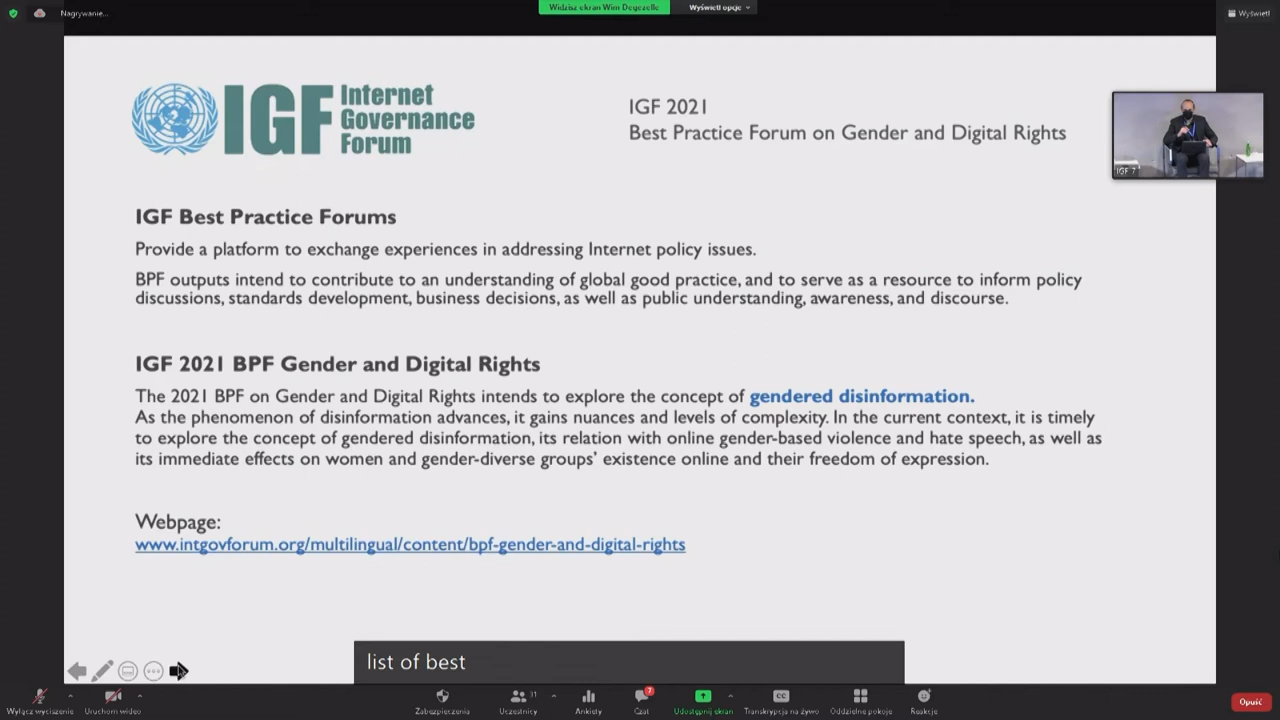 Nagrywanie...
Widzisz ekran Wim Degezelle
Wyświetl opcje
Wyświetl
IGF Internet
Governance
Forum
IGF 2021
Best Practice Forum on Gender and Digital Rights
IGF 7
IGF Best Practice Forums
Provide a platform to exchange experiences in addressing Internet policy issues.
BPF outputs intend to contribute to an understanding of global good practice, and to serve as a resource to inform policy
discussions, standards development, business decisions, as well as public understanding, awareness, and discourse.
IGF 2021 BPF Gender and Digital Rights
The 2021 BPF on Gender and Digital Rights intends to explore the concept of gendered disinformation.
As the phenomenon of disinformation advances, it gains nuances and levels of complexity. In the current context, it is timely
to explore the concept of gendered disinformation, its relation with online gender-based violence and hate speech, as well as
its immediate effects on women and gender-diverse groups' existence online and their freedom of expression.
Webpage:
www.intgovforum.org/multilingual/content/bpf-gender-and-digital-rights
list of best
Wyłącz wyciszenie
Uruchom wideo
Zabezpieczenia
Uczestnicy
31
Ankiety
Czat
7
Udostępnij ekran
CC
Transkrypcja na żywo
Oddzielne pokoje
Reakcje
Opuść